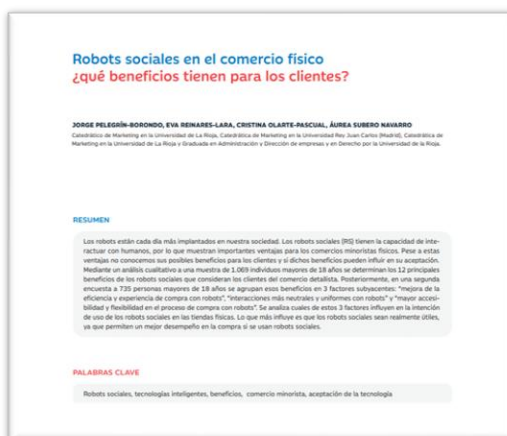 Robots sociales en el comercio físico
¿qué beneficios tienen para los clientes?
JORGE PELEGRÍN-BORONDO, EVA REINARES-LARA, CRISTINA OLARTE-PASCUAL, ÁUREA SUBERO NAVARRO
Catedrático de Marketing en la Universidad de La Rioja, Catedrática de Marketing en la Universidad Rey Juan Carlos (Madrid), Catedrática de
Marketing en la Universidad de La Rioja y Graduada en Administración y Dirección de empresas y en Derecho por la Universidad de la Rioja.
RESUMEN
Los robots están cada día más implantados en nuestra sociedad. Los robots sociales (RS) tienen la capacidad de inte-
ractuar con humanos, por lo que muestran importantes ventajas para los comercios minoristas físicos. Pese a estas
ventajas no conocemos sus posibles beneficios para los clientes y si dichos beneficios pueden influir en su aceptación.
Mediante un análisis cualitativo a una muestra de 1.069 individuos mayores de 18 años se determinan los 12 principales
beneficios de los robots sociales que consideran los clientes del comercio detallista. Posteriormente, en una segunda
encuesta a 735 personas mayores de 18 años se agrupan esos beneficios en 3 factores subyacentes: "mejora de la
eficiencia y experiencia de compra con robots", "interacciones más neutrales y uniformes con robots" y "mayor accesi-
bilidad y flexibilidad en el proceso de compra con robots". Se analiza cuales de estos 3 factores influyen en la intención
de uso de los robots sociales en las tiendas físicas. Lo que más influye es que los robots sociales sean realmente útiles,
ya que permiten un mejor desempeño en la compra si se usan robots sociales.
PALABRAS CLAVE
Robots sociales, tecnologías inteligentes, beneficios, comercio minorista, aceptación de la tecnología